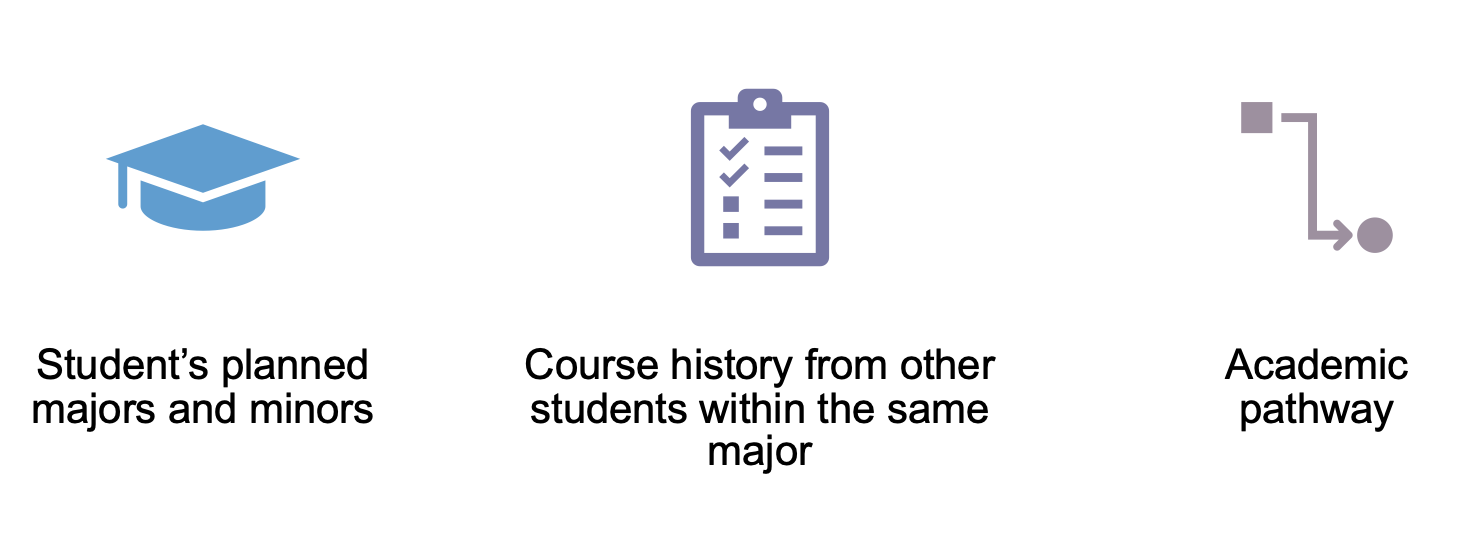 Student’s planned
majors and minors
Course history from other
students within the same
major
Academic
pathway